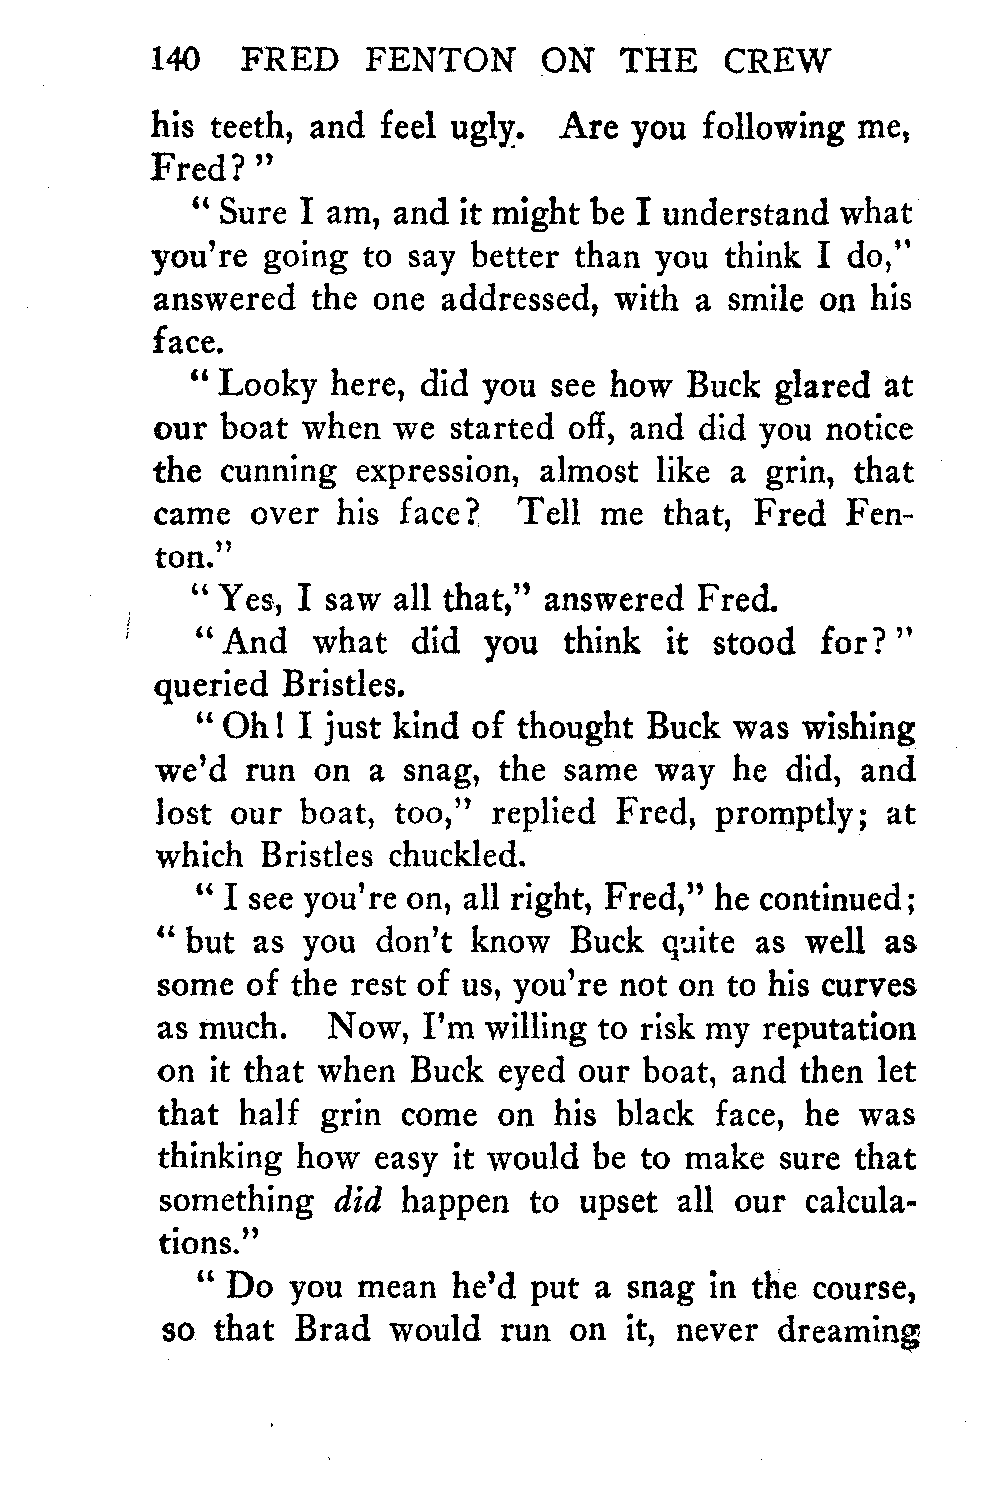 140 FRED FENTON ON THE CREW
his teeth, and feel ugly. Are you following me,
Fred?"
"Sure I am, and it might be I understand what
you're going to say better than you think I do,"
answered the one addressed, with a smile on his
face.
"Looky here, did you see how Buck glared at
our boat when we started off, and did you notice
the cunning expression, almost like a grin, that
came over his face? Tell me that, Fred Fen-
ton."
"Yes, I saw all that," answered Fred.
"And what did you think it stood for?"
queried Bristles.
"Oh! I just kind of thought Buck was wishing
we'd run on a snag, the same way he did, and
lost our boat, too," replied Fred, promptly; at
which Bristles chuckled.
"I see you're on, all right, Fred," he continued;
"but as you don't know Buck quite as well as
some of the rest of us, you're not on to his curves
as much. Now, I'm willing to risk my reputation
on it that when Buck eyed our boat, and then let
that half grin come on his black face, he was
thinking how easy it would be to make sure that
something did happen to upset all our calcula-
tions."
"Do you mean he'd put a snag in the course,
so that Brad would run on it, never dreaming